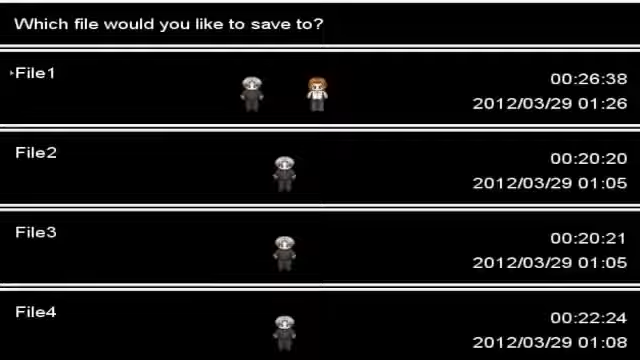 Which file would you like to save to?
File1
00:26:38
2012/03/29 01:26
File2
00:20:20
2012/03/29 01:05
File3
00:20:21
2012/03/29 01:05
File4
00:22:24
2012/03/29 01:08